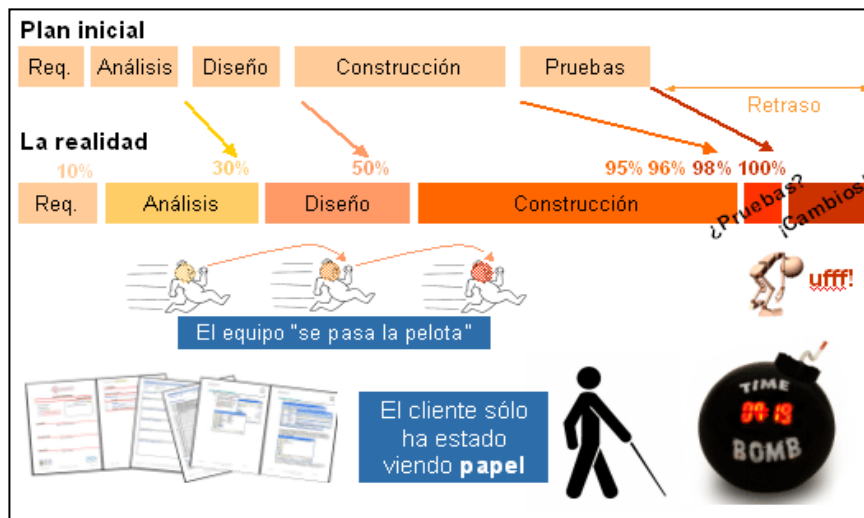 Plan inicial
Req.
Análisis
Diseño
Construcción
Pruebas
Retraso
La realidad
10%
30%
50%
95%
96%
98%
100%
Req.
Análisis
Diseño
Construcción
¿Pruebas?
¡Cambios!
ufff!
El equipo "se pasa la pelota"
El cliente sólo
ha estado
viendo papel
TIME
BOMB